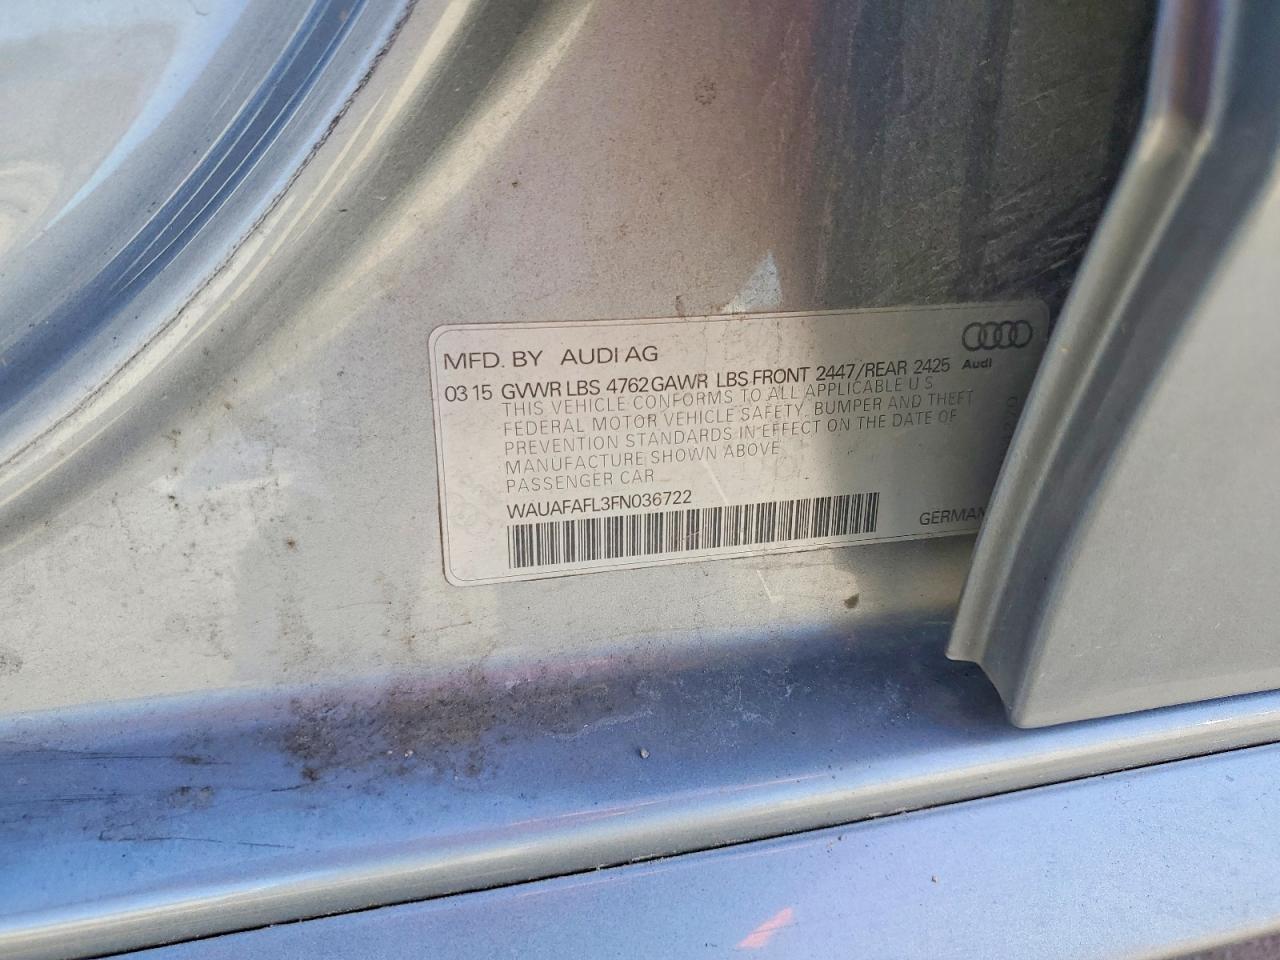 MFD. BY AUDI AG
Audi
03 15 GVWR LBS 4762 GAWR LBS FRONT 2447/REAR 2425
THIS VEHICLE CONFORMS TO ALL APPLICABLE U S
FEDERAL MOTOR VEHICLE SAFETY, BUMPER AND THEFT
PREVENTION STANDARDS IN EFFECT ON THE DATE OF
MANUFACTURE SHOWN ABOVE
PASSENGER CAR
WAUAFAFL3FN036722
GERMAN